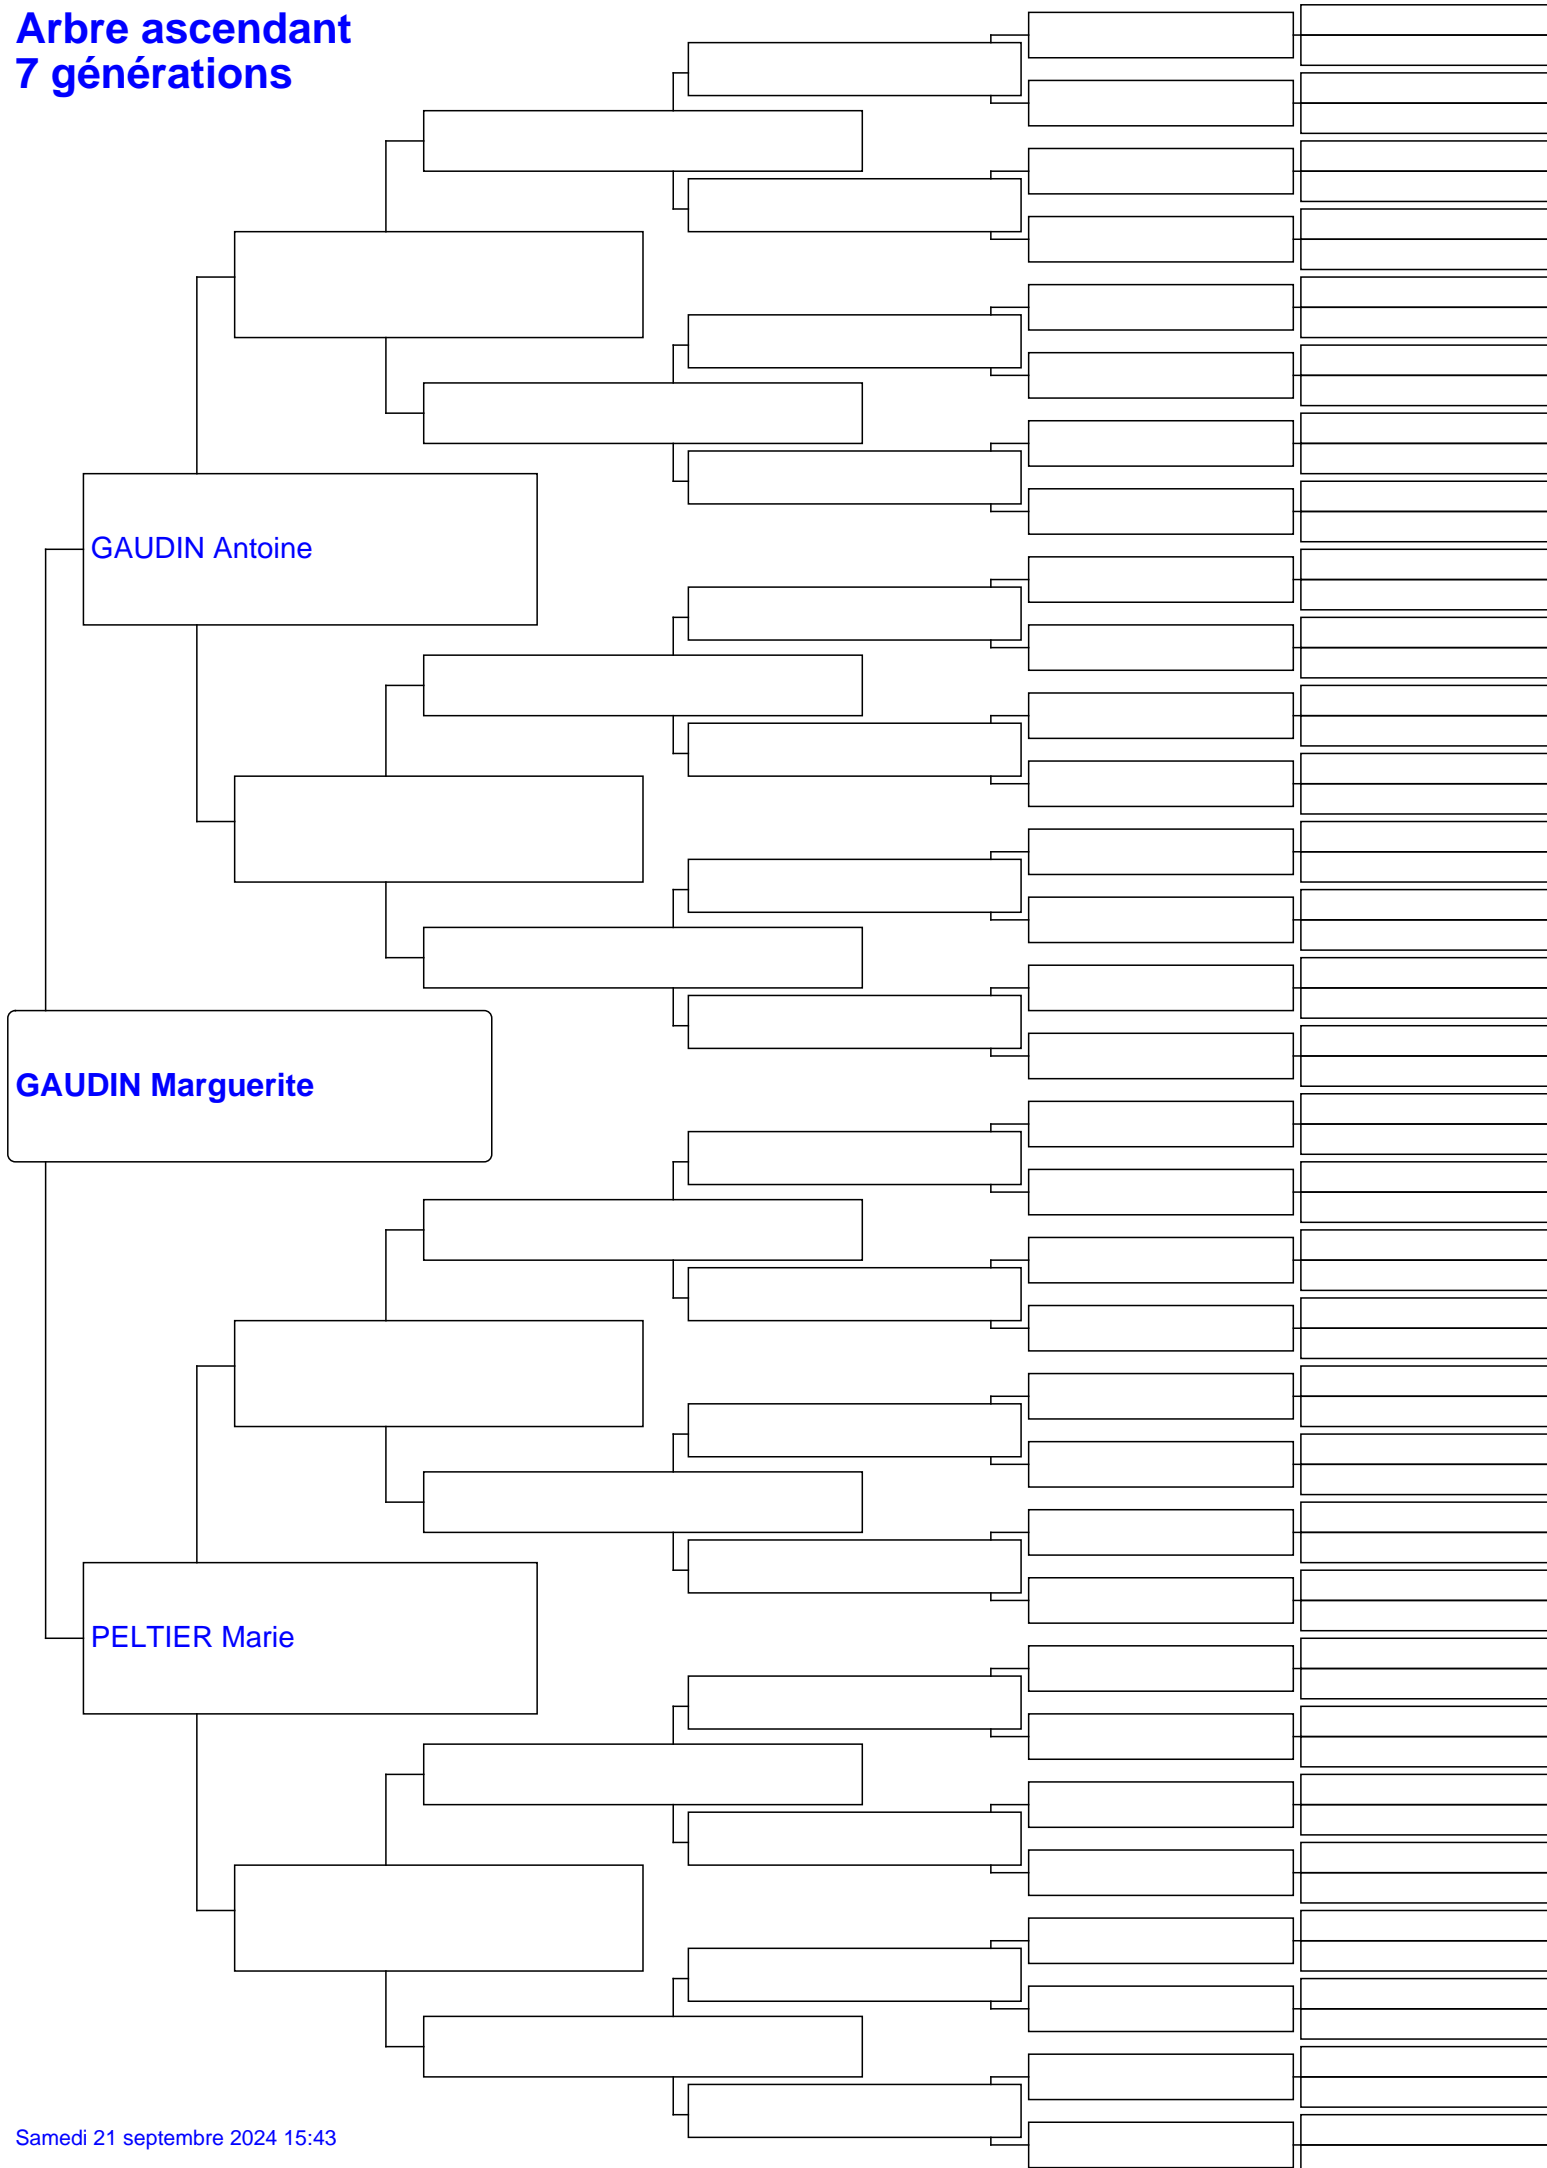 Arbre ascendant
7 générations
GAUDIN Antoine
GAUDIN Marguerite
PELTIER Marie
Samedi 21 septembre 2024 15:43